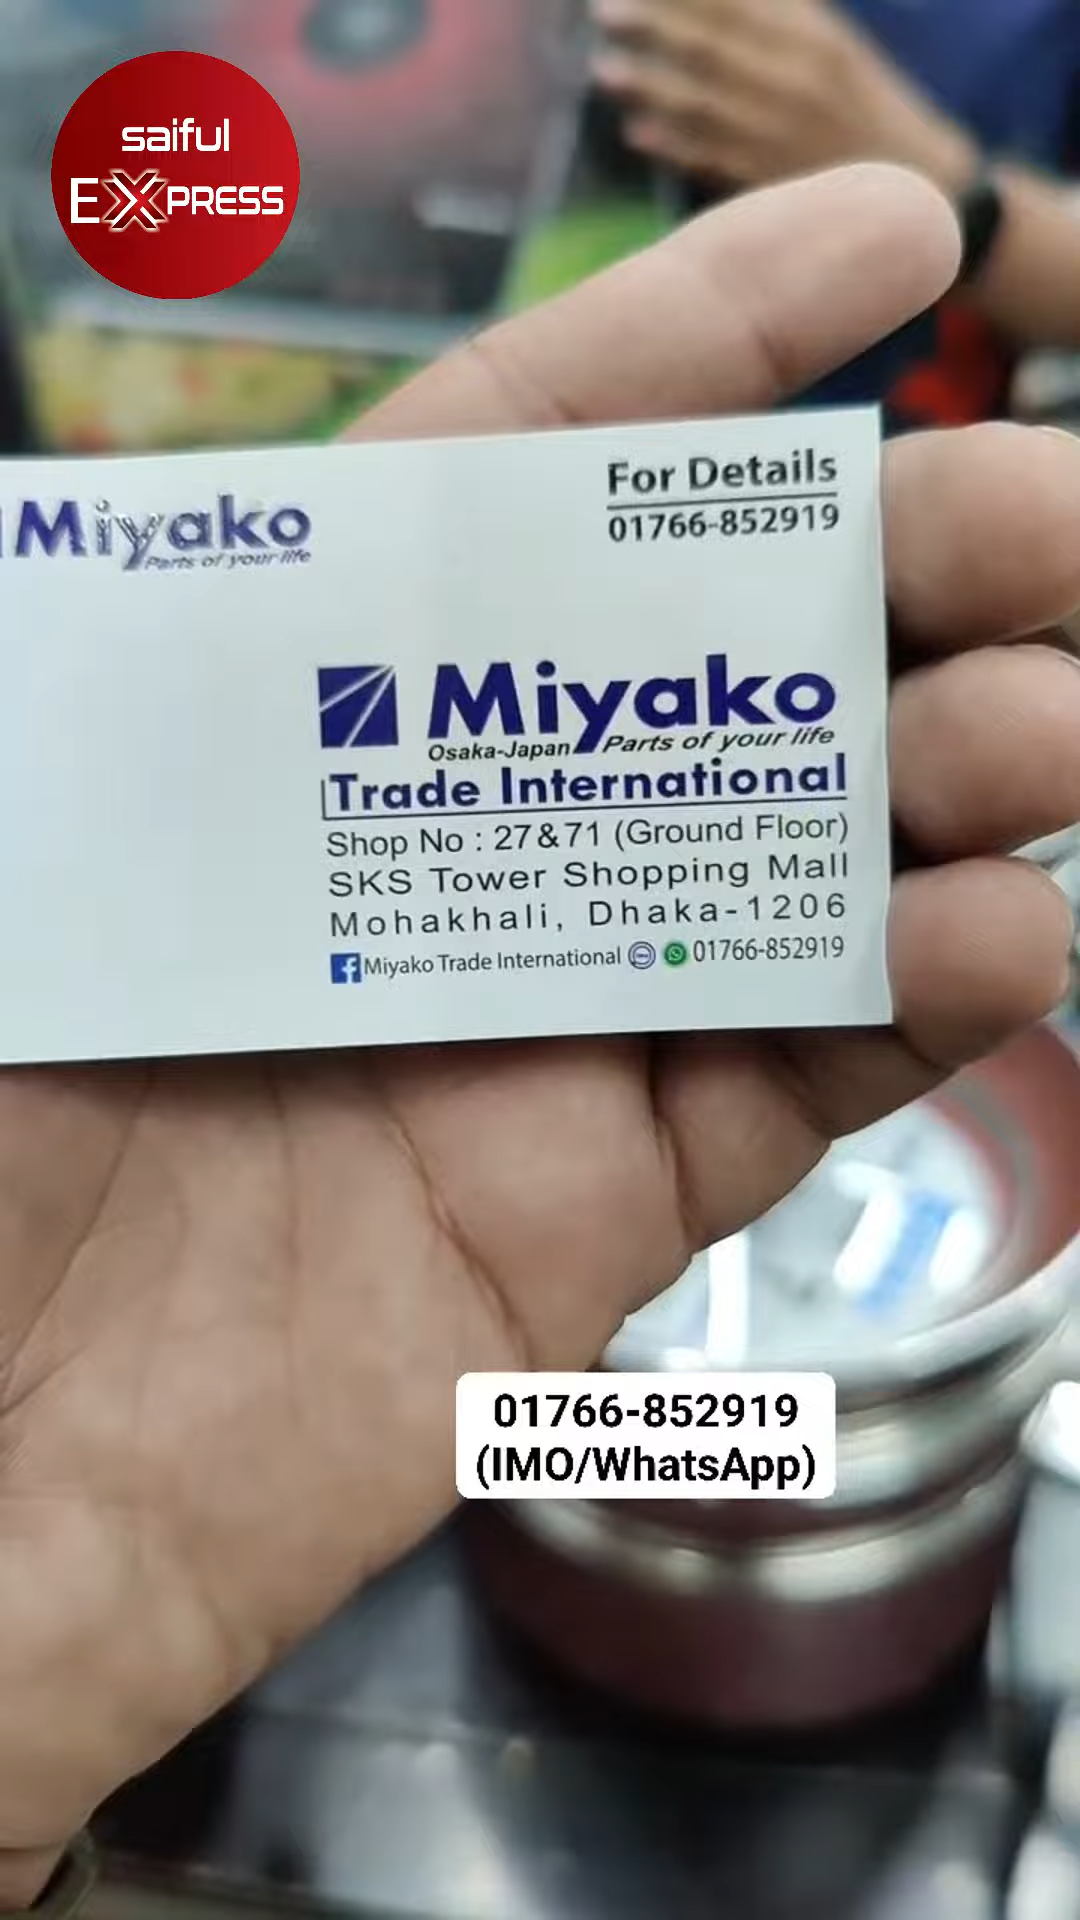 saiful
EXPRESS
Miyako
Parts of your life
For Details
01766-852919
Miyako
Osaka-Japan Parts of your life
Trade International
Shop No : 27&71 (Ground Floor)
SKS Tower Shopping Mall
Mohakhali, Dhaka-1206
Miyako Trade International 01766-852919
01766-852919
(IMO/WhatsApp)